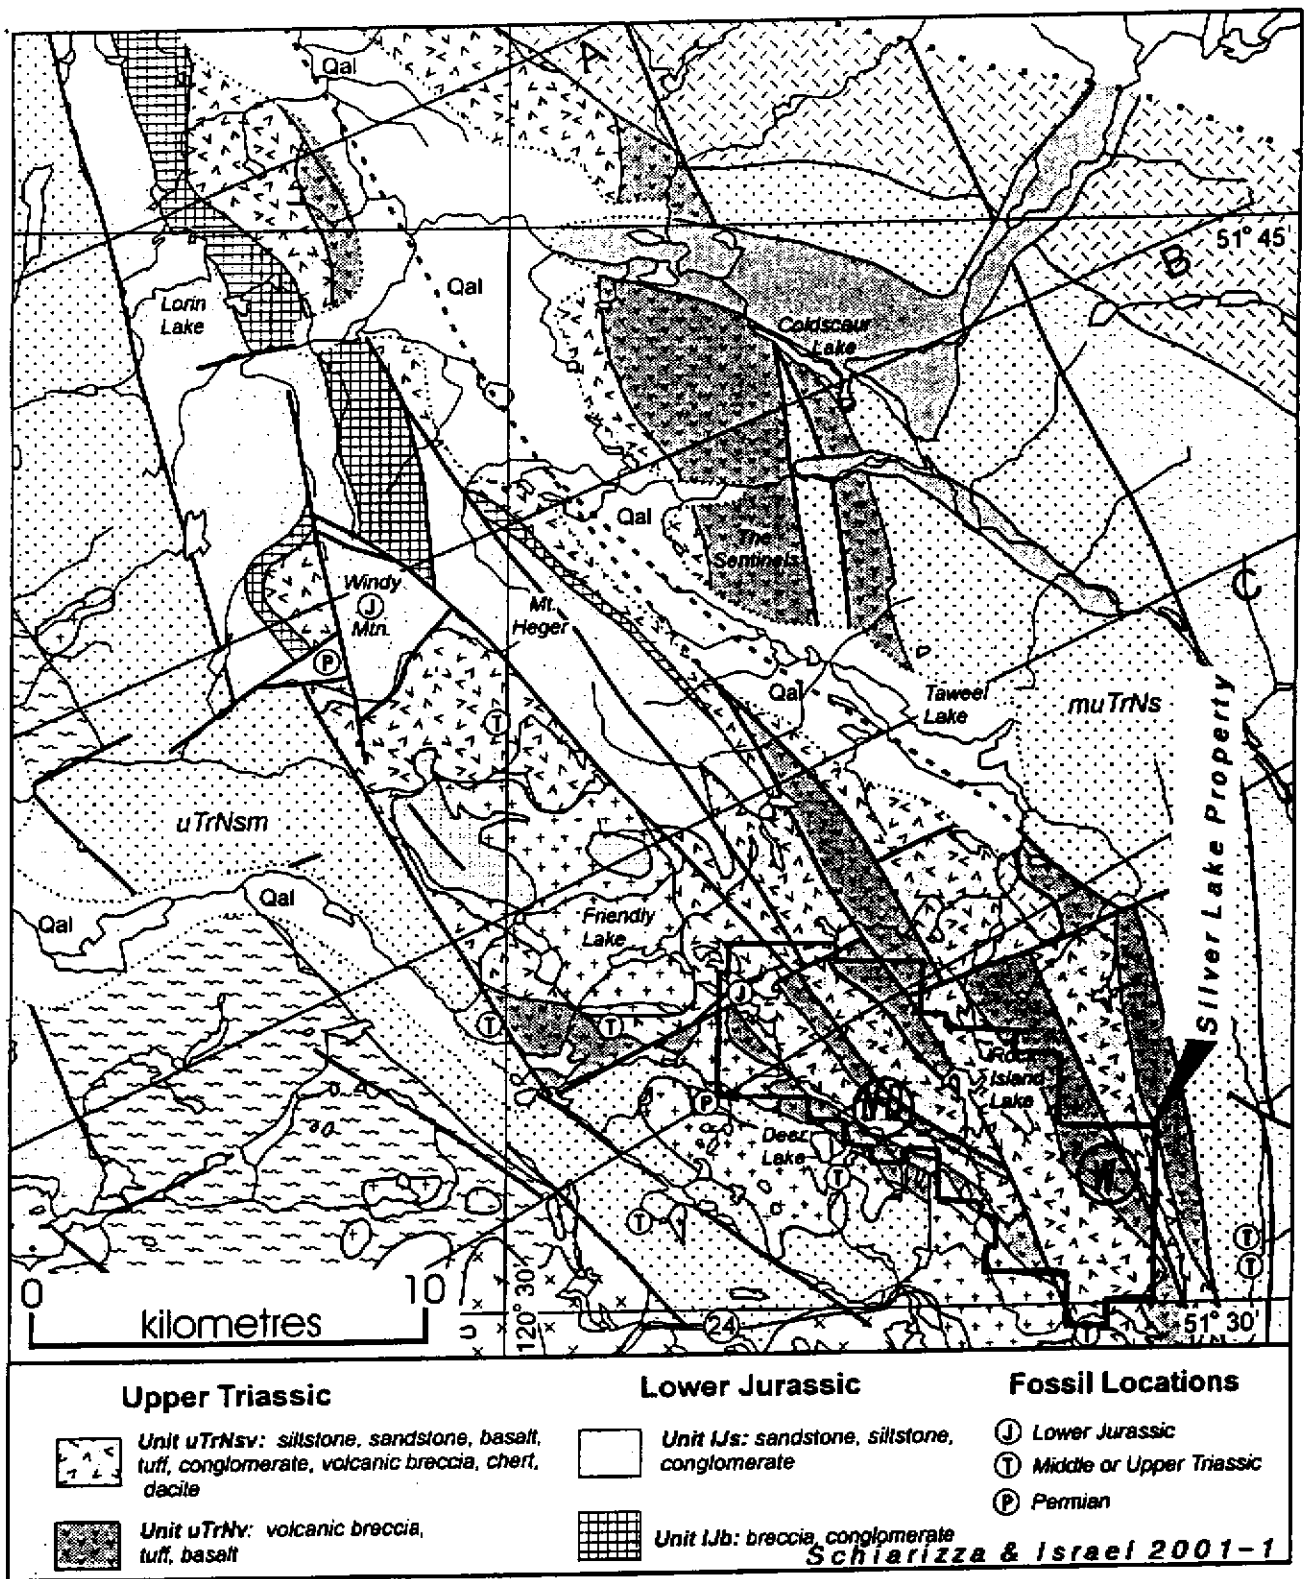 Qal
A
51° 45'
B
Lorin
Lake
Qal
Coldscaur
Lake
Qal
The
Sentinels
Windy
J
Mtn.
Mt.
Heger
C
P
Qal
Taweel
Lake
muTrNs
T
uTrNsm
Qal
Qal
Friendly
Lake
Silver Lake Property
J
T
T
Rock
Island
Lake
P
Deer
Lake
T
T
T
T
0
10
kilometres
120° 30'
24
T
51° 30'
Upper Triassic
Unit uTrNsv: siltstone, sandstone, basalt,
tuff, conglomerate, volcanic breccia, chert,
dacite
Unit uTrNv: volcanic breccia,
tuff, basalt
Lower Jurassic
Unit lJs: sandstone, siltstone,
conglomerate
Unit lJb: breccia, conglomerate
Fossil Locations
J Lower Jurassic
T Middle or Upper Triassic
P Permian
Schiarizza & Israel 2001-1